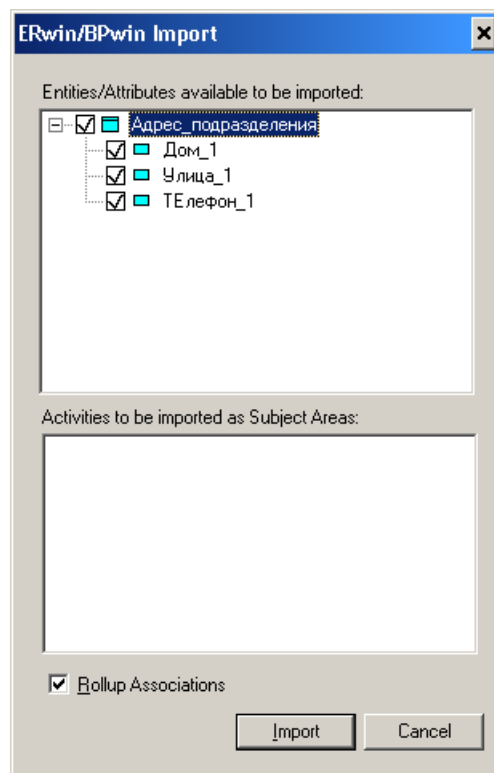 ERwin/BPwin Import
Entities/Attributes available to be imported:
Адрес_подразделения
Дом_1
Улица_1
ТЕлефон_1
Activities to be imported as Subject Areas:
Rollup Associations
Import Cancel